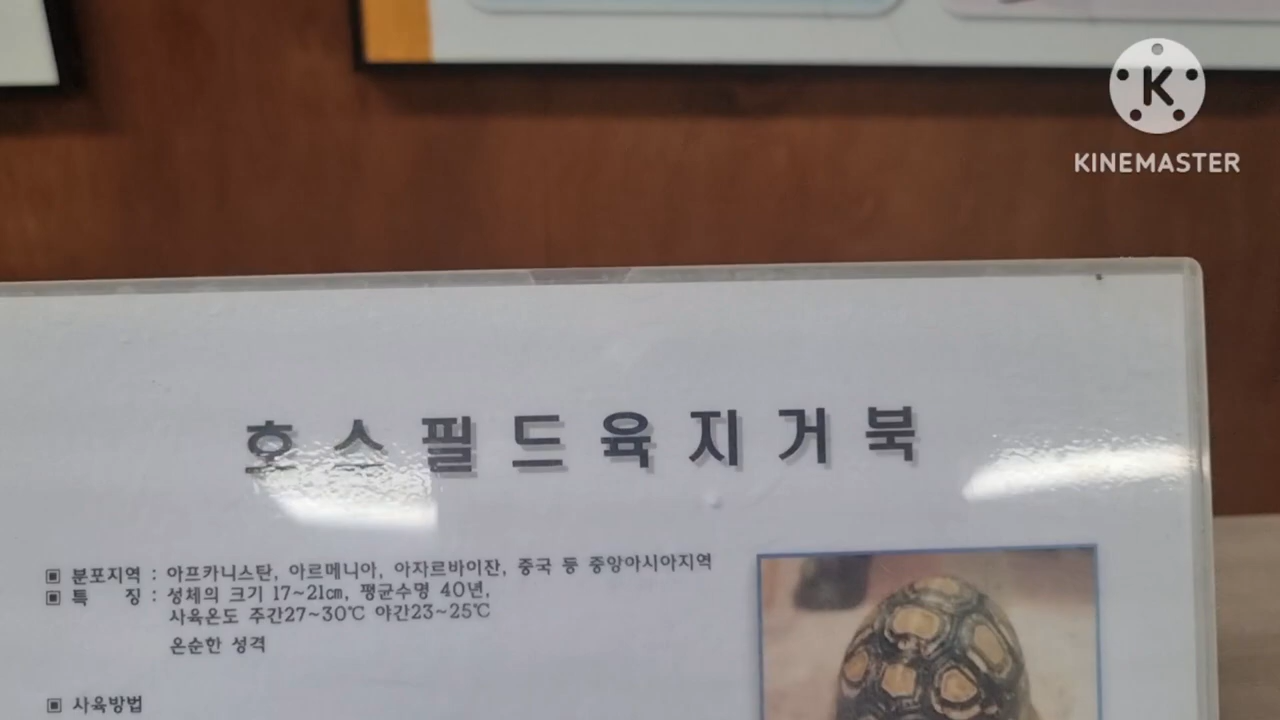 K
KINEMASTER
호스필드육지거북
▣ 분포지역 : 아프카니스탄, 아르메니아, 아자르바이잔, 중국 등 중앙아시아지역
▣ 특 징 : 성체의 크기 17~21㎝, 평균수명 40년,
사육온도 주간27~30℃ 야간23~25℃
온순한 성격
▣ 사육방법